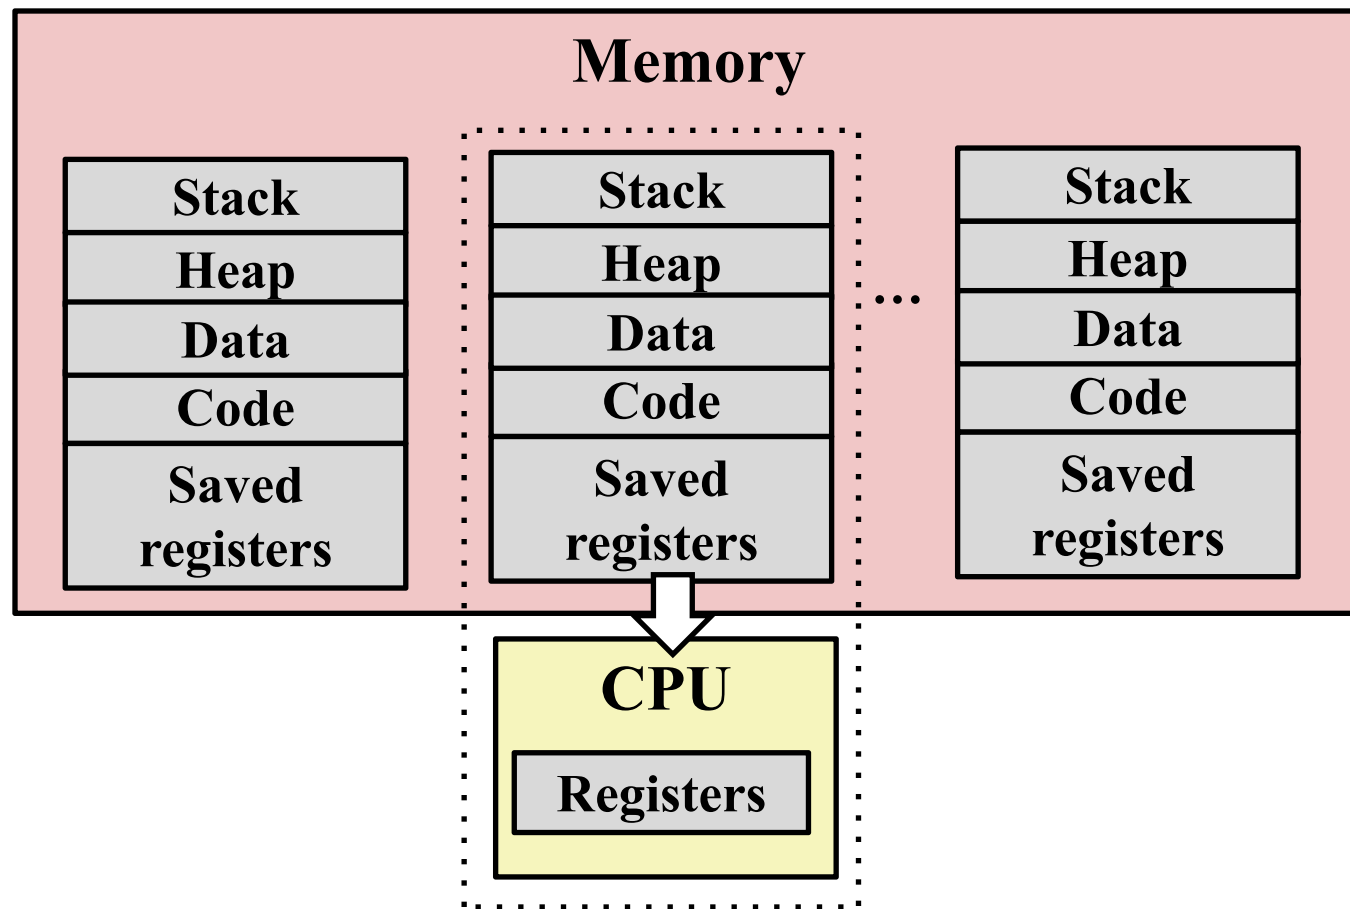 Memory
Stack
Heap
Data
Code
Saved
registers
Stack
Heap
Data
Code
Saved
registers
...
Stack
Heap
Data
Code
Saved
registers
CPU
Registers